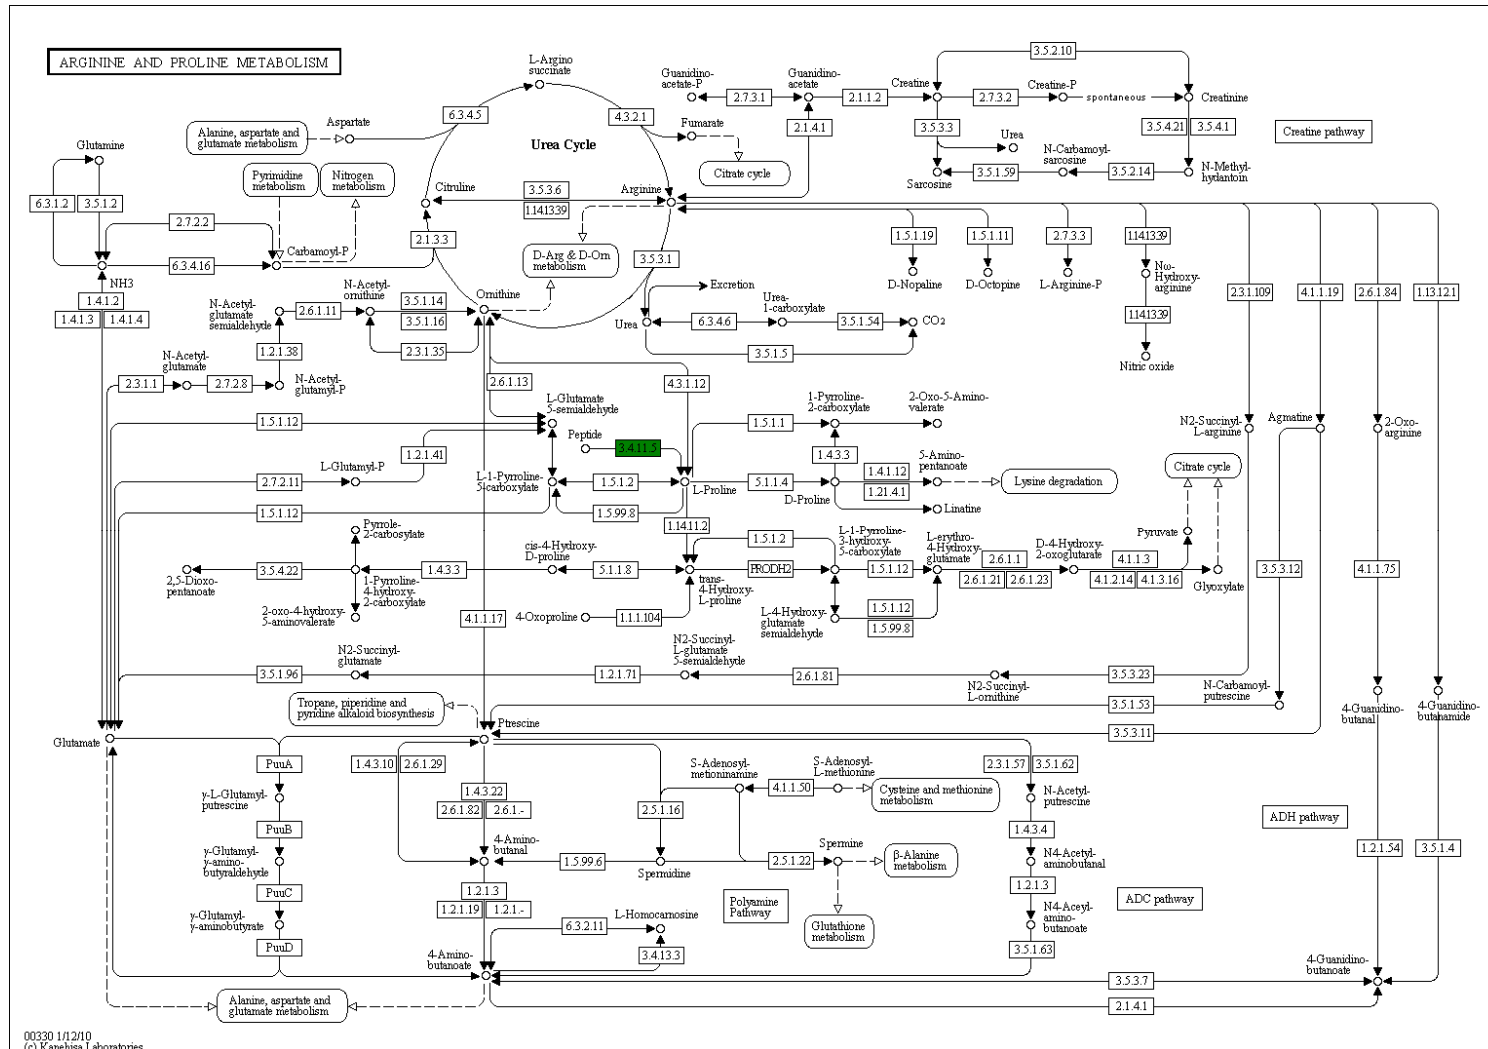 ARGININE AND PROLINE METABOLISM
L-Argino
succinate
3.5.2.10
Guanidino-
acetate-P
Guanidino-
acetate
Creatine
Creatine-P
spontaneous
Creatinine
2.7.3.1
2.1.1.2
2.7.3.2
6.3.4.5
4.3.2.1
2.1.4.1
3.5.3.3
3.5.4.21
3.5.4.1
Creatine pathway
Alanine, aspartate and
glutamate metabolism
Aspartate
Urea Cycle
Fumarate
Urea
N-Carbamoyl-
sarcosine
Glutamine
Pyrimidine
metabolism
Nitrogen
metabolism
Citrate cycle
Sarcosine
3.5.1.59
3.5.2.14
N-Methyl-
hydantoin
Citrulline
3.5.3.6
1.14.13.39
Arginine
6.3.1.2
3.5.1.2
2.7.2.2
Carbamoyl-P
6.3.4.16
NH3
2.1.3.3
D-Arg & D-Orn
metabolism
3.5.3.1
1.5.1.19
1.5.1.11
2.7.3.3
1.14.13.39
D-Nopaline
D-Octopine
L-Arginine-P
Nω-
Hydroxy-
arginine
2.3.1.109
4.1.1.19
2.6.1.84
1.13.12.1
1.4.1.2
1.4.1.3
1.4.1.4
N-Acetyl
glutamate
semialdehyde
N-Acetyl-
ornithine
2.6.1.11
3.5.1.14
3.5.1.16
Ornithine
Excretion
Urea
6.3.4.6
Urea-
1-carboxylate
3.5.1.54
CO2
1.14.13.39
Nitric oxide
1.2.1.38
2.3.1.35
3.5.1.5
N-Acetyl-
glutamate
2.3.1.1
2.7.2.8
N-Acetyl-
glutamyl-P
2.6.1.13
4.3.1.12
L-Glutamate
5-semialdehyde
1-Pyrroline-
2-carboxylate
2-Oxo-5-Amino-
valerate
1.5.1.12
1.5.1.1
N2-Succinyl
L-arginine
Agmatine
2-Oxo-
arginine
Peptide
3.4.11.5
1.2.1.41
1.4.3.3
L-Glutamyl-P
2.7.2.11
L-1-Pyrroline-
5-carboxylate
1.5.1.2
L-Proline
5.1.1.4
D-Proline
1.4.1.12
1.21.4.1
5-Amino-
pentanoate
Lysine degradation
Citrate cycle
Linatine
1.5.1.12
1.5.99.8
1.14.11.2
Pyrrole-
2-carbosylate
cis-4-Hydroxy-
D-proline
1.5.1.2
L-1-Pyrroline-
3-hydroxy-
5-carboxylate
L-erythro-
4-Hydroxy-
glutamate
D-4-Hydroxy-
2-oxoglutarate
Pyruvate
2,5-Dioxo-
pentanoate
3.5.4.22
1-Pyrroline-
4-hydroxy-
2-carboxylate
1.4.3.3
5.1.1.8
trans-
4-Hydroxy-
L-proline
PRODH2
1.5.1.12
2.6.1.1
2.6.1.21
2.6.1.23
4.1.1.3
4.1.2.14
4.1.3.16
Glyoxylate
3.5.3.12
4.1.1.75
2-oxo-4-hydroxy-
5-aminovalerate
4.1.1.17
4-Oxoproline
1.1.1.104
L-4-Hydroxy-
glutamate
semialdehyde
1.5.1.12
1.5.99.8
3.5.1.96
N2-Succinyl-
glutamate
1.2.1.71
N2-Succinyl-
L-glutamate
5-semialdehyde
2.6.1.81
N2-Succinyl-
L-ornithine
3.5.3.23
N-Carbamoyl-
putrescine
Tropane, piperidine and
pyridine alkaloid biosynthesis
3.5.1.53
4-Guanidino-
butanal
4-Guanidino-
butanamide
Glutamate
Ptrescine
3.5.3.11
PuuA
1.4.3.10
2.6.1.29
S-Adenosyl-
metioninamine
S-Adenosyl-
L-methionine
2.3.1.57
3.5.1.62
γ-L-Glutamyl-
putrescine
1.4.3.22
2.6.1.82
2.6.1.-
2.5.1.16
4.1.1.50
Cysteine and methionine
metabolism
N-Acetyl-
putrescine
ADH pathway
PuuB
4-Amino-
butanal
Spermine
1.4.3.4
1.2.1.54
3.5.1.4
γ-Glutamyl-
γ-amino-
butyraldehyde
1.5.99.6
Spermidine
2.5.1.22
β-Alanine
metabolism
N4-Acetyl-
aminobutanal
PuuC
1.2.1.3
1.2.1.19
1.2.1.-
Polyamine
Pathway
1.2.1.3
ADC pathway
γ-Glutamyl-
γ-aminobutyrate
6.3.2.11
L-Homocarnosine
Glutathione
metabolism
N4-Aceyl-
amino-
butanoate
PuuD
3.4.13.3
3.5.1.63
4-Amino-
butanoate
4-Guanidino-
butanoate
3.5.3.7
Alanine, aspartate and
glutamate metabolism
2.1.4.1
00330 1/12/10
(c) Kanehisa Laboratories